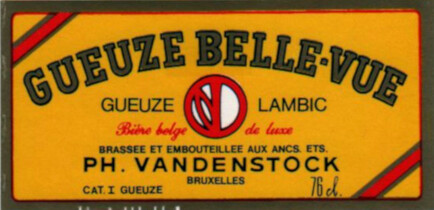 GUEUZE BELLE-VUE
GUEUZE LAMBIC
Bière belge de luxe
BRASSEE ET EMBOUTEILLEE AUX ANCS. ETS.
PH. VANDENSTOCK
BRUXELLES
CAT. I GUEUZE 76 cl.